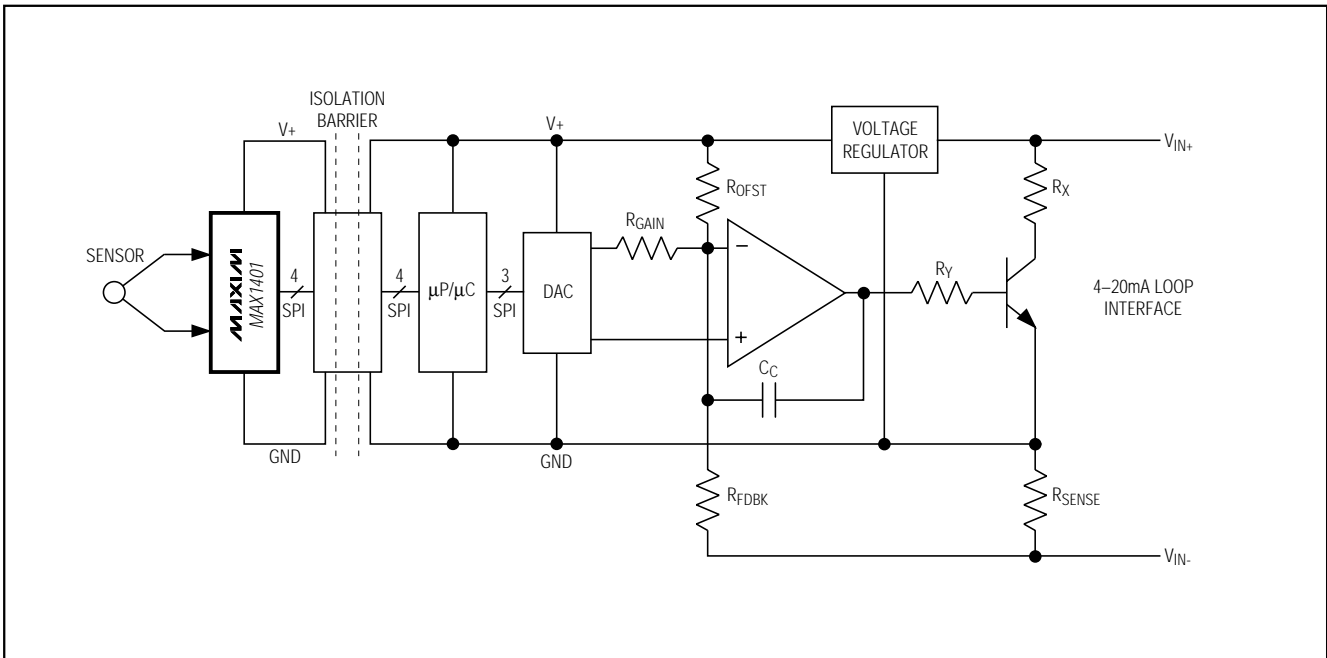 ISOLATION
BARRIER
V+
V+
VOLTAGE
REGULATOR
VIN+
ROFST
RX
RGAIN
SENSOR
MAXIM
MAX1401
4
SPI
4
SPI
µP/µC
3
SPI
DAC
−
+
RY
4–20mA LOOP
INTERFACE
CC
GND
GND
RFDBK
RSENSE
VIN-